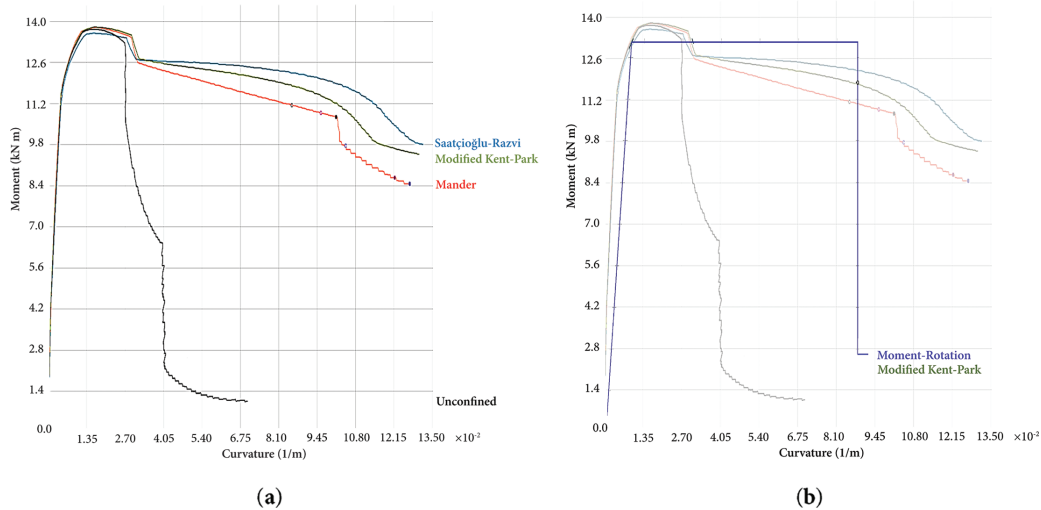 14.0
12.6
11.2
9.8
8.4
7.0
5.6
4.2
2.8
1.4
0.0
Moment (kN m)
1.35 2.70 4.05 5.40 6.75 8.10 9.45 10.80 12.15 13.50 ×10-2
Curvature (1/m)
Saatçioğlu-Razvi
Modified Kent-Park
Mander
Unconfined
(a)
14.0
12.6
11.2
9.8
8.4
7.0
5.6
4.2
2.8
1.4
0.0
Moment (kN m)
1.35 2.70 4.05 5.40 6.75 8.10 9.45 10.80 12.15 13.50 ×10-2
Curvature (1/m)
Moment-Rotation
Modified Kent-Park
(b)